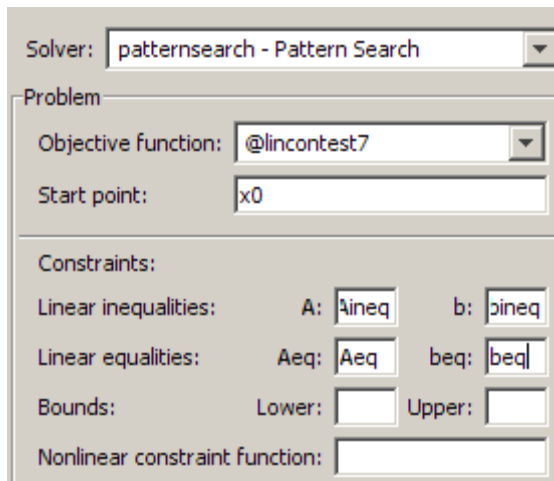 Solver: patternsearch - Pattern Search
Problem
Objective function: @lincontest7
Start point: x0
Constraints:
Linear inequalities: A: Aineq b: bineq
Linear equalities: Aeq: Aeq beq: beq
Bounds: Lower: Upper:
Nonlinear constraint function: